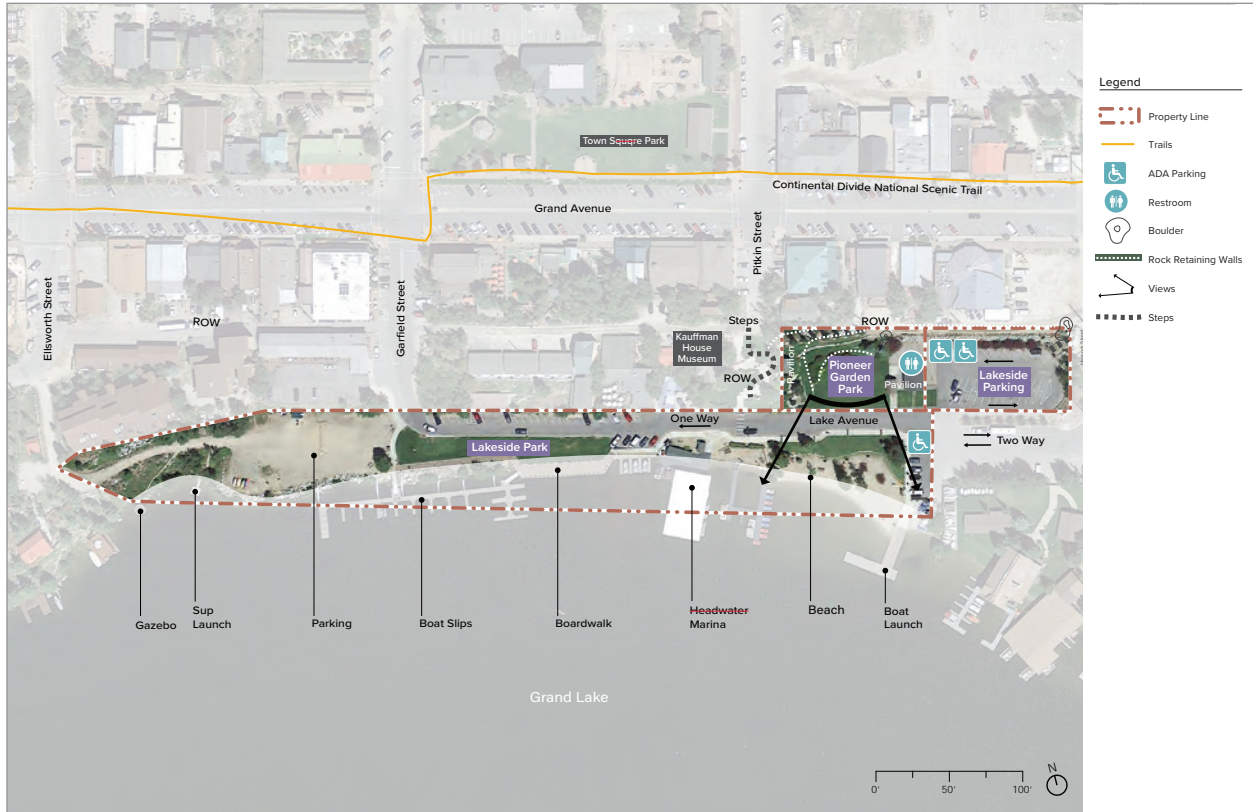 Legend
Property Line
Trails
ADA Parking
Restroom
Boulder
Rock Retaining Walls
Views
Steps
Town Squqre Park
Continental Divide National Scenic Trail
Grand Avenue
Ellsworth Street
Garfield Street
Pitkin Street
ROW
Steps
ROW
Kauffman
House
Museum
ROW
Pavilion
Pioneer
Garden
Park
Pavilion
Lakeside
Parking
One Way
Lake Avenue
Two Way
Lakeside Park
Gazebo
Sup
Launch
Parking
Boat Slips
Boardwalk
Headwater
Marina
Beach
Boat
Launch
Grand Lake
N
0'
50'
100'